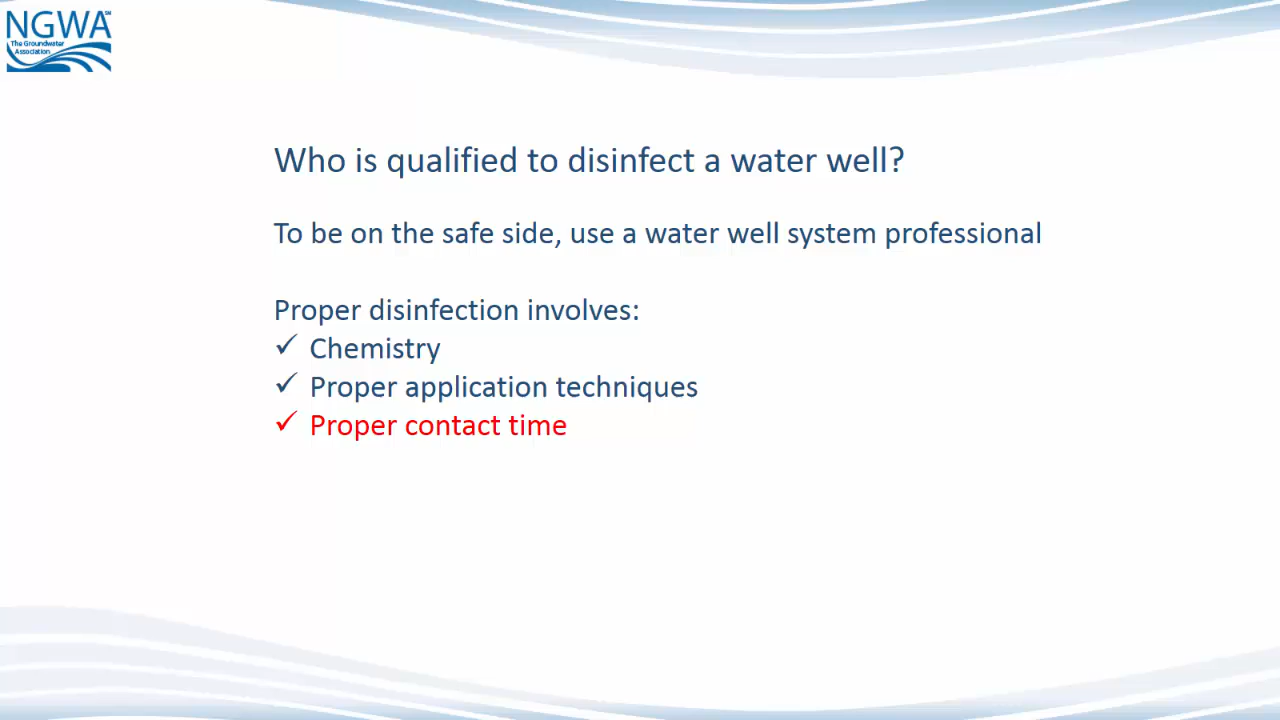 NGWA
The Groundwater
Association
Who is qualified to disinfect a water well?
To be on the safe side, use a water well system professional
Proper disinfection involves:
✓ Chemistry
✓ Proper application techniques
✓ Proper contact time